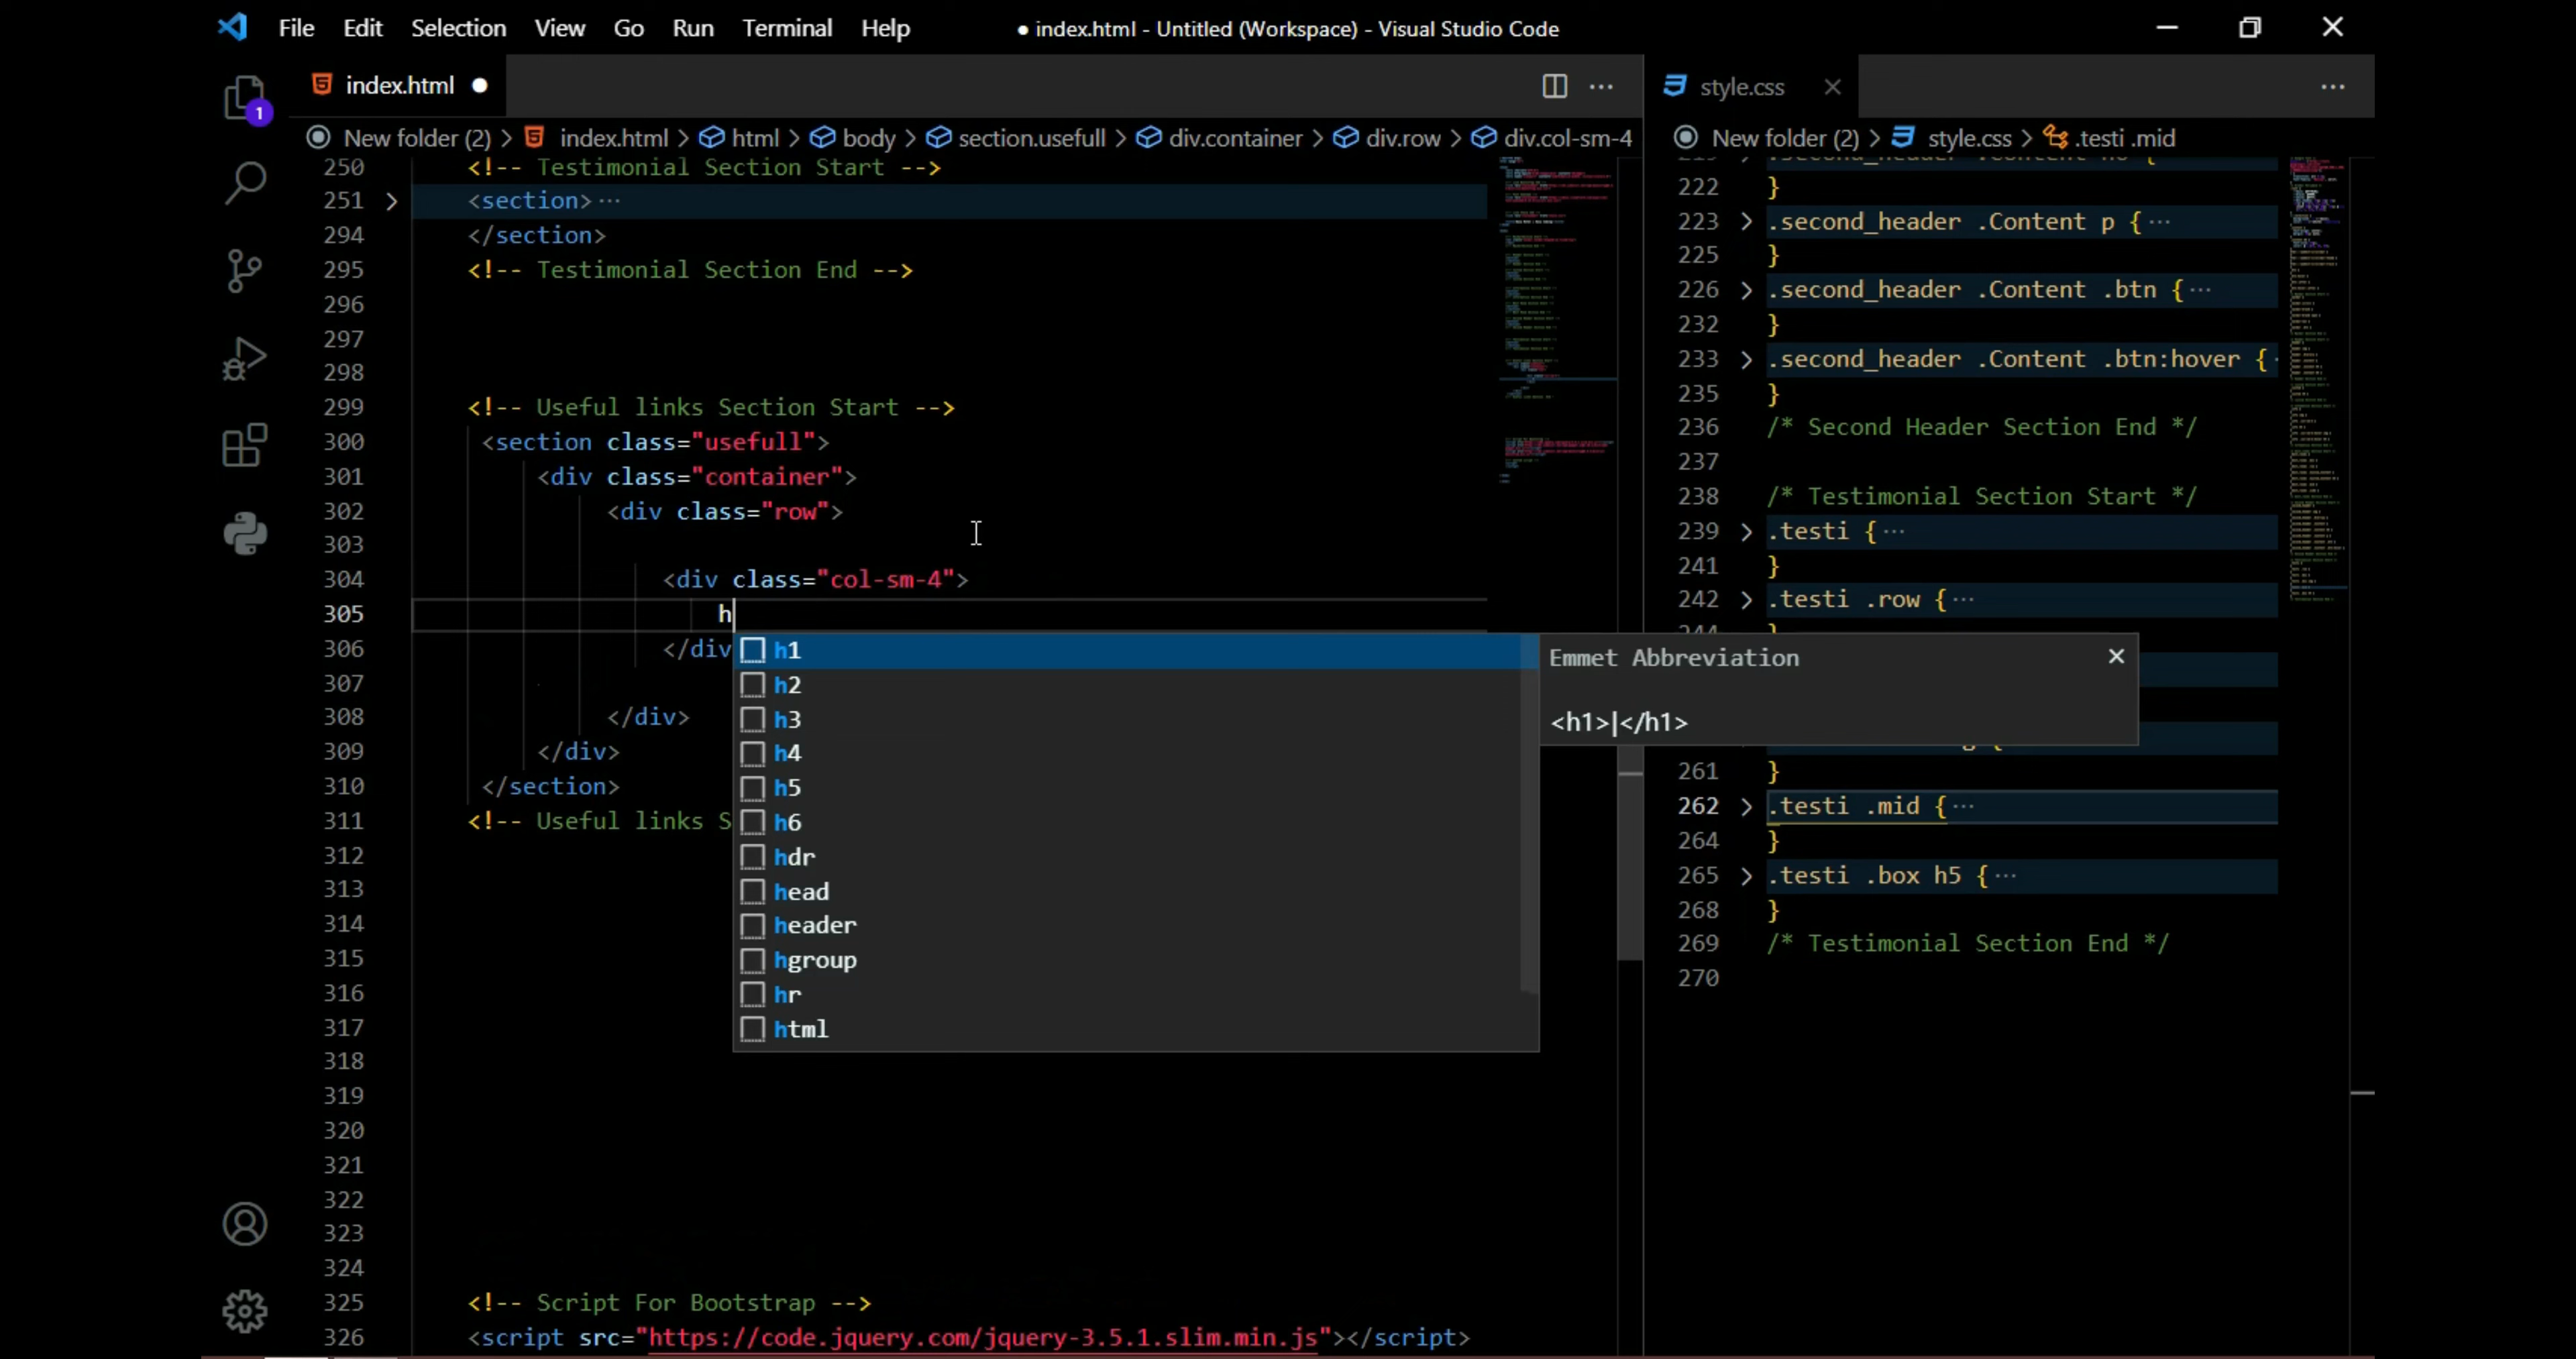 File Edit Selection View Go Run Terminal Help ● index.html - Untitled (Workspace) - Visual Studio Code
index.html ●
style.css
1
New folder (2) > index.html > html > body > section.usefull > div.container > div.row > div.col-sm-4
New folder (2) > style.css > .testi .mid
250 <!-- Testimonial Section Start -->
251 <section>···
294 </section>
295 <!-- Testimonial Section End -->
296
297
298
299 <!-- Useful links Section Start -->
300 <section class="usefull">
301 <div class="container">
302 <div class="row">
303
304 <div class="col-sm-4">
305 h
306 </div
307
308 </div>
309 </div>
310 </section>
311 <!-- Useful links S
312
313
314
315
316
317
318
319
320
321
322
323
324
325 <!-- Script For Bootstrap -->
326 <script src="https://code.jquery.com/jquery-3.5.1.slim.min.js"></script>
h1
h2
h3
h4
h5
h6
hdr
head
header
hgroup
hr
html
Emmet Abbreviation
<h1>|</h1>
222 }
223 .second_header .Content p {···
225 }
226 .second_header .Content .btn {···
232 }
233 .second_header .Content .btn:hover {
235 }
236 /* Second Header Section End */
237
238 /* Testimonial Section Start */
239 .testi {···
241 }
242 .testi .row {···
261 }
262 .testi .mid {···
264 }
265 .testi .box h5 {···
268 }
269 /* Testimonial Section End */
270